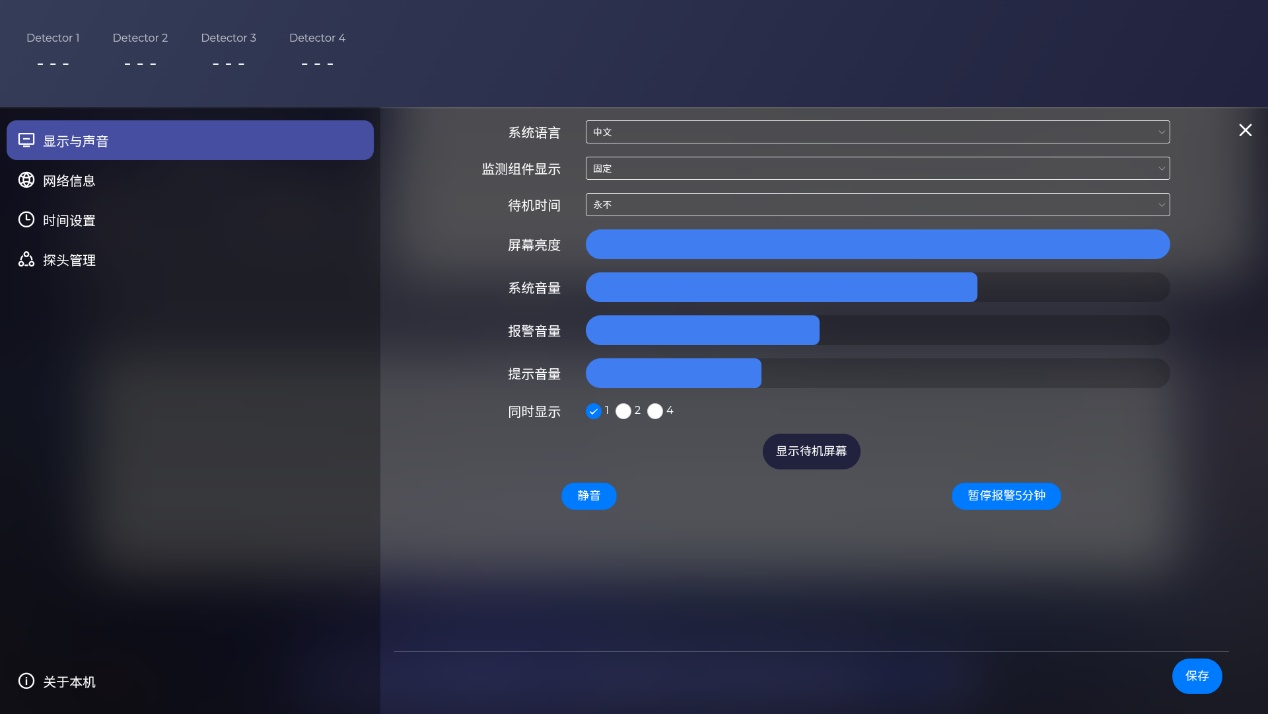 Detector 1 Detector 2 Detector 3 Detector 4
--- --- --- ---
显示与声音
网络信息
时间设置
探头管理
关于本机
系统语言 中文
监测组件显示 固定
待机时间 永不
屏幕亮度
系统音量
报警音量
提示音量
同时显示 1 2 4
显示待机屏幕
静音 暂停报警5分钟
保存